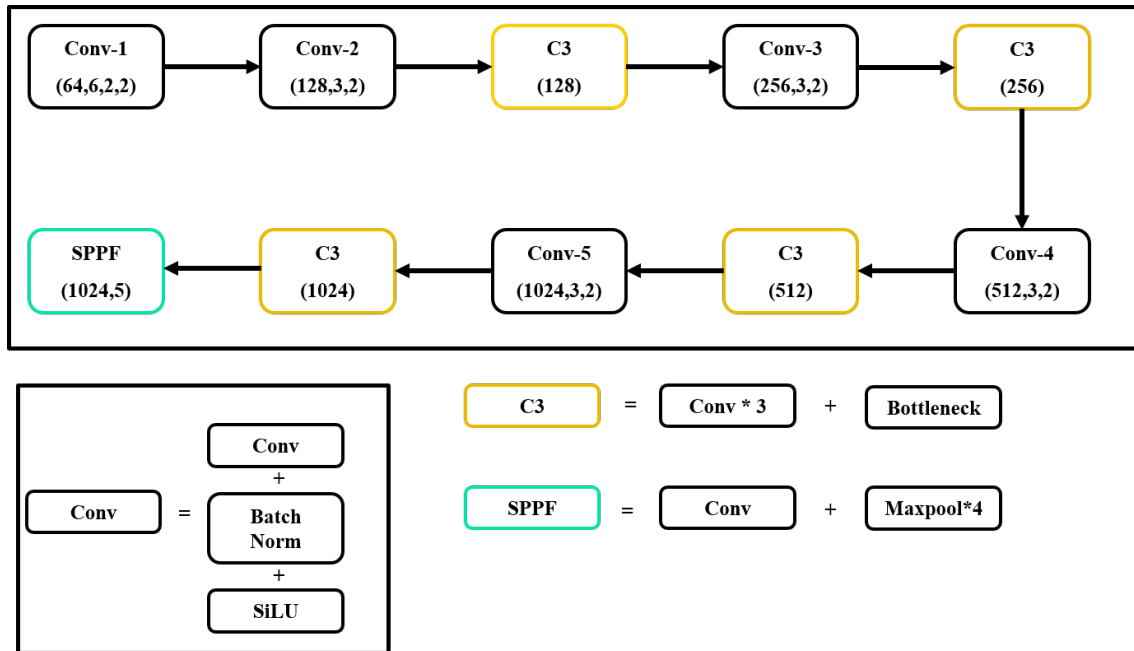 Conv-1
(64,6,2,2)
Conv-2
(128,3,2)
C3
(128)
Conv-3
(256,3,2)
C3
(256)
SPPF
(1024,5)
C3
(1024)
Conv-5
(1024,3,2)
C3
(512)
Conv-4
(512,3,2)
Conv
=
Conv
+
Batch
Norm
+
SiLU
C3 = Conv * 3 + Bottleneck
SPPF = Conv + Maxpool*4